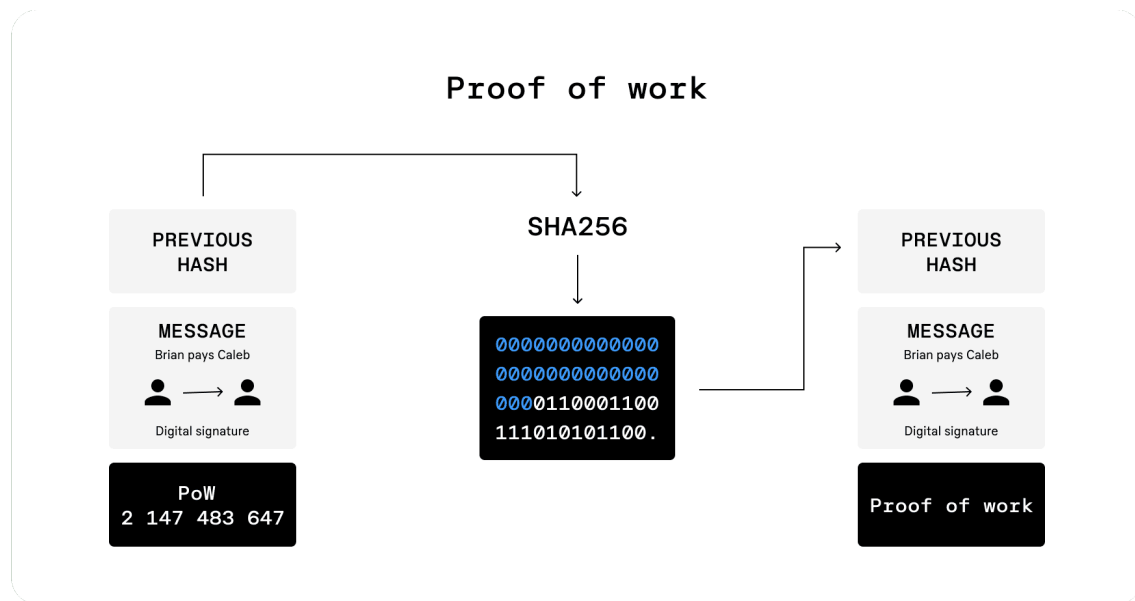 Proof of work
PREVIOUS
HASH
MESSAGE
Brian pays Caleb
Digital signature
PoW
2 147 483 647
SHA256
0000000000000
0000000000000
0000110001100
111010101100.
PREVIOUS
HASH
MESSAGE
Brian pays Caleb
Digital signature
Proof of work